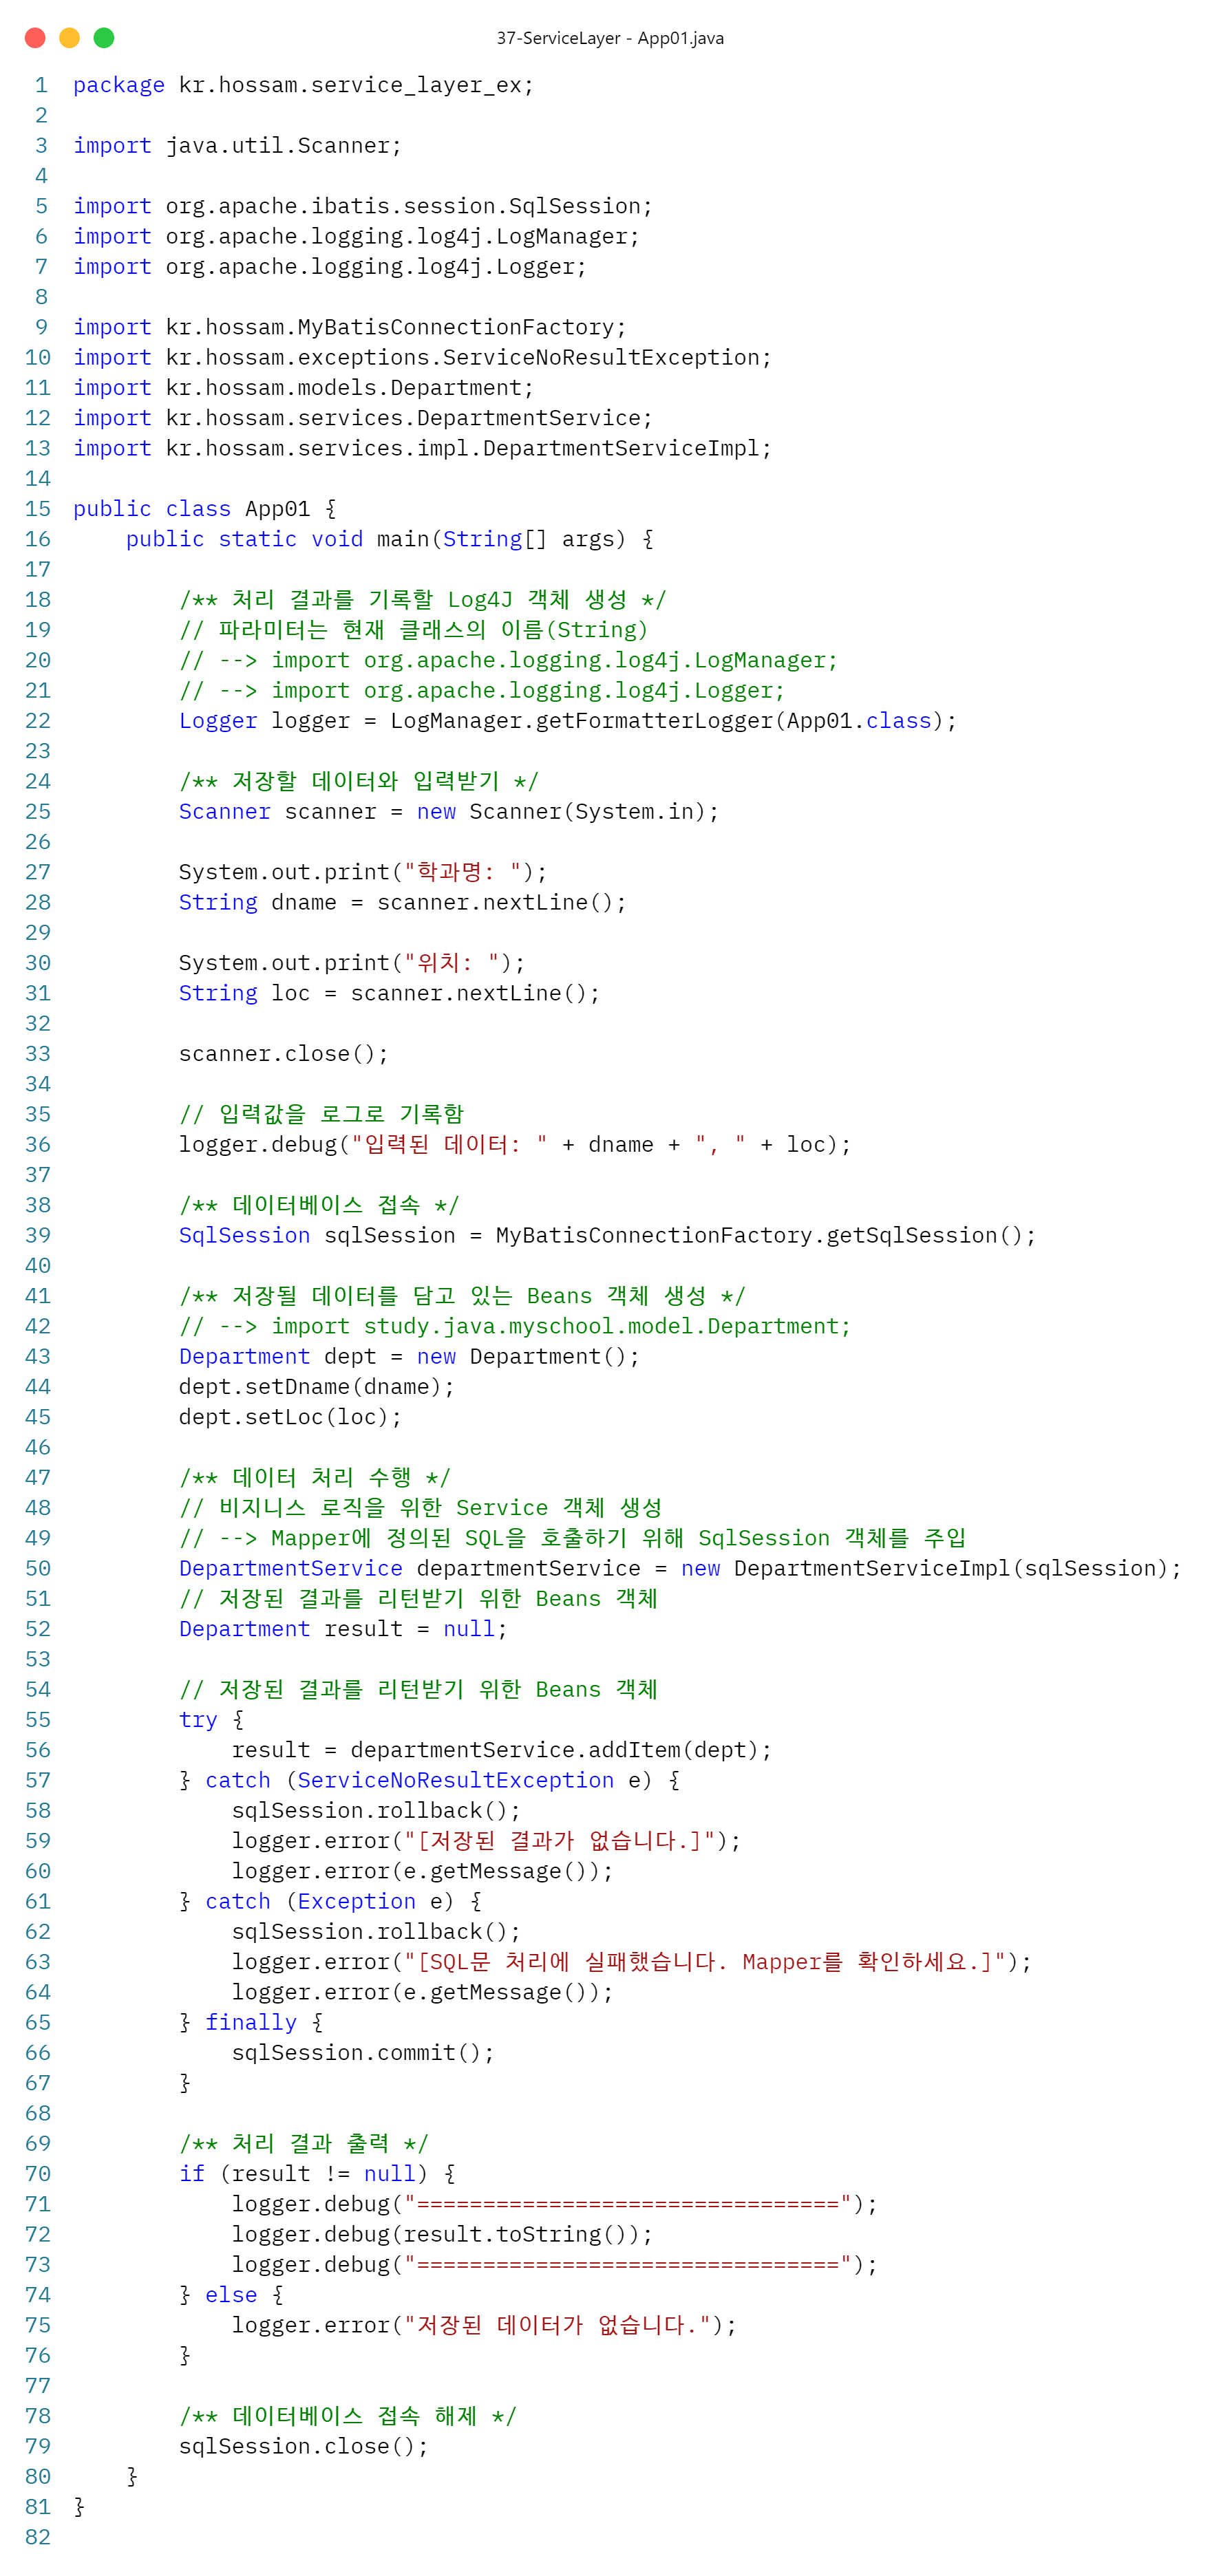 37-ServiceLayer - App01.java
1 package kr.hossam.service_layer_ex;
2
3 import java.util.Scanner;
4
5 import org.apache.ibatis.session.SqlSession;
6 import org.apache.logging.log4j.LogManager;
7 import org.apache.logging.log4j.Logger;
8
9 import kr.hossam.MyBatisConnectionFactory;
10 import kr.hossam.exceptions.ServiceNoResultException;
11 import kr.hossam.models.Department;
12 import kr.hossam.services.DepartmentService;
13 import kr.hossam.services.impl.DepartmentServiceImpl;
14
15 public class App01 {
16     public static void main(String[] args) {
17
18         /** 처리 결과를 기록할 Log4J 객체 생성 */
19         // 파라미터는 현재 클래스의 이름(String)
20         // --> import org.apache.logging.log4j.LogManager;
21         // --> import org.apache.logging.log4j.Logger;
22         Logger logger = LogManager.getFormatterLogger(App01.class);
23
24         /** 저장할 데이터와 입력받기 */
25         Scanner scanner = new Scanner(System.in);
26
27         System.out.print("학과명: ");
28         String dname = scanner.nextLine();
29
30         System.out.print("위치: ");
31         String loc = scanner.nextLine();
32
33         scanner.close();
34
35         // 입력값을 로그로 기록함
36         logger.debug("입력된 데이터: " + dname + ", " + loc);
37
38         /** 데이터베이스 접속 */
39         SqlSession sqlSession = MyBatisConnectionFactory.getSqlSession();
40
41         /** 저장될 데이터를 담고 있는 Beans 객체 생성 */
42         // --> import study.java.myschool.model.Department;
43         Department dept = new Department();
44         dept.setDname(dname);
45         dept.setLoc(loc);
46
47         /** 데이터 처리 수행 */
48         // 비지니스 로직을 위한 Service 객체 생성
49         // --> Mapper에 정의된 SQL을 호출하기 위해 SqlSession 객체를 주입
50         DepartmentService departmentService = new DepartmentServiceImpl(sqlSession);
51         // 저장된 결과를 리턴받기 위한 Beans 객체
52         Department result = null;
53
54         // 저장된 결과를 리턴받기 위한 Beans 객체
55         try {
56             result = departmentService.addItem(dept);
57         } catch (ServiceNoResultException e) {
58             sqlSession.rollback();
59             logger.error("[저장된 결과가 없습니다.]");
60             logger.error(e.getMessage());
61         } catch (Exception e) {
62             sqlSession.rollback();
63             logger.error("[SQL문 처리에 실패했습니다. Mapper를 확인하세요.]");
64             logger.error(e.getMessage());
65         } finally {
66             sqlSession.commit();
67         }
68
69         /** 처리 결과 출력 */
70         if (result != null) {
71             logger.debug("================================");
72             logger.debug(result.toString());
73             logger.debug("================================");
74         } else {
75             logger.error("저장된 데이터가 없습니다.");
76         }
77
78         /** 데이터베이스 접속 해제 */
79         sqlSession.close();
80     }
81 }
82